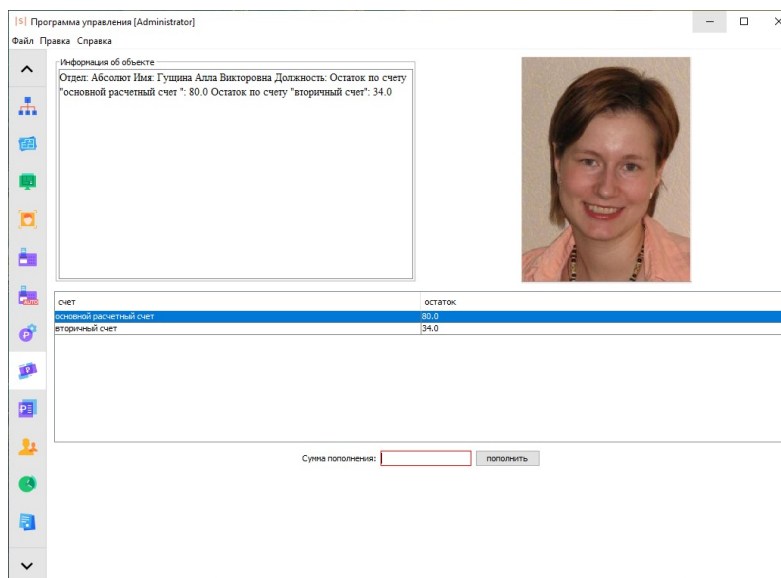 |S| Программа управления [Administrator]
Файл Правка Справка
Информация об объекте
Отдел: Абсолют Имя: Гущина Алла Викторовна Должность: Остаток по счету
"основной расчетный счет ": 80.0 Остаток по счету "вторичный счет": 34.0
счет остаток
основной расчетный счет 80.0
вторичный счет 34.0
Сумма пополнения: пополнить
AUTO
P
P
P